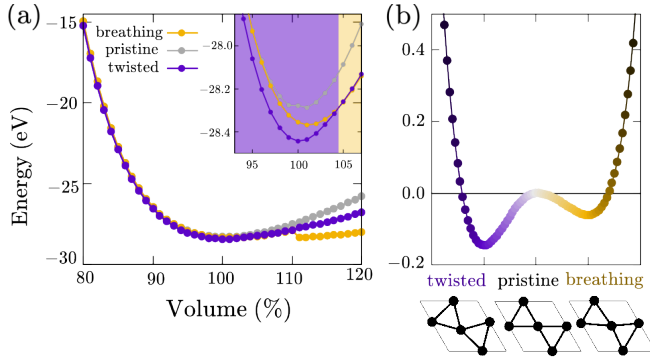 (a)
breathing
pristine
twisted
Energy (eV)
−15
−20
−25
−30
80
90
100
110
120
Volume (%)
−28.0
−28.2
−28.4
95
100
105
(b)
0.4
0.2
0.0
−0.2
twisted pristine breathing